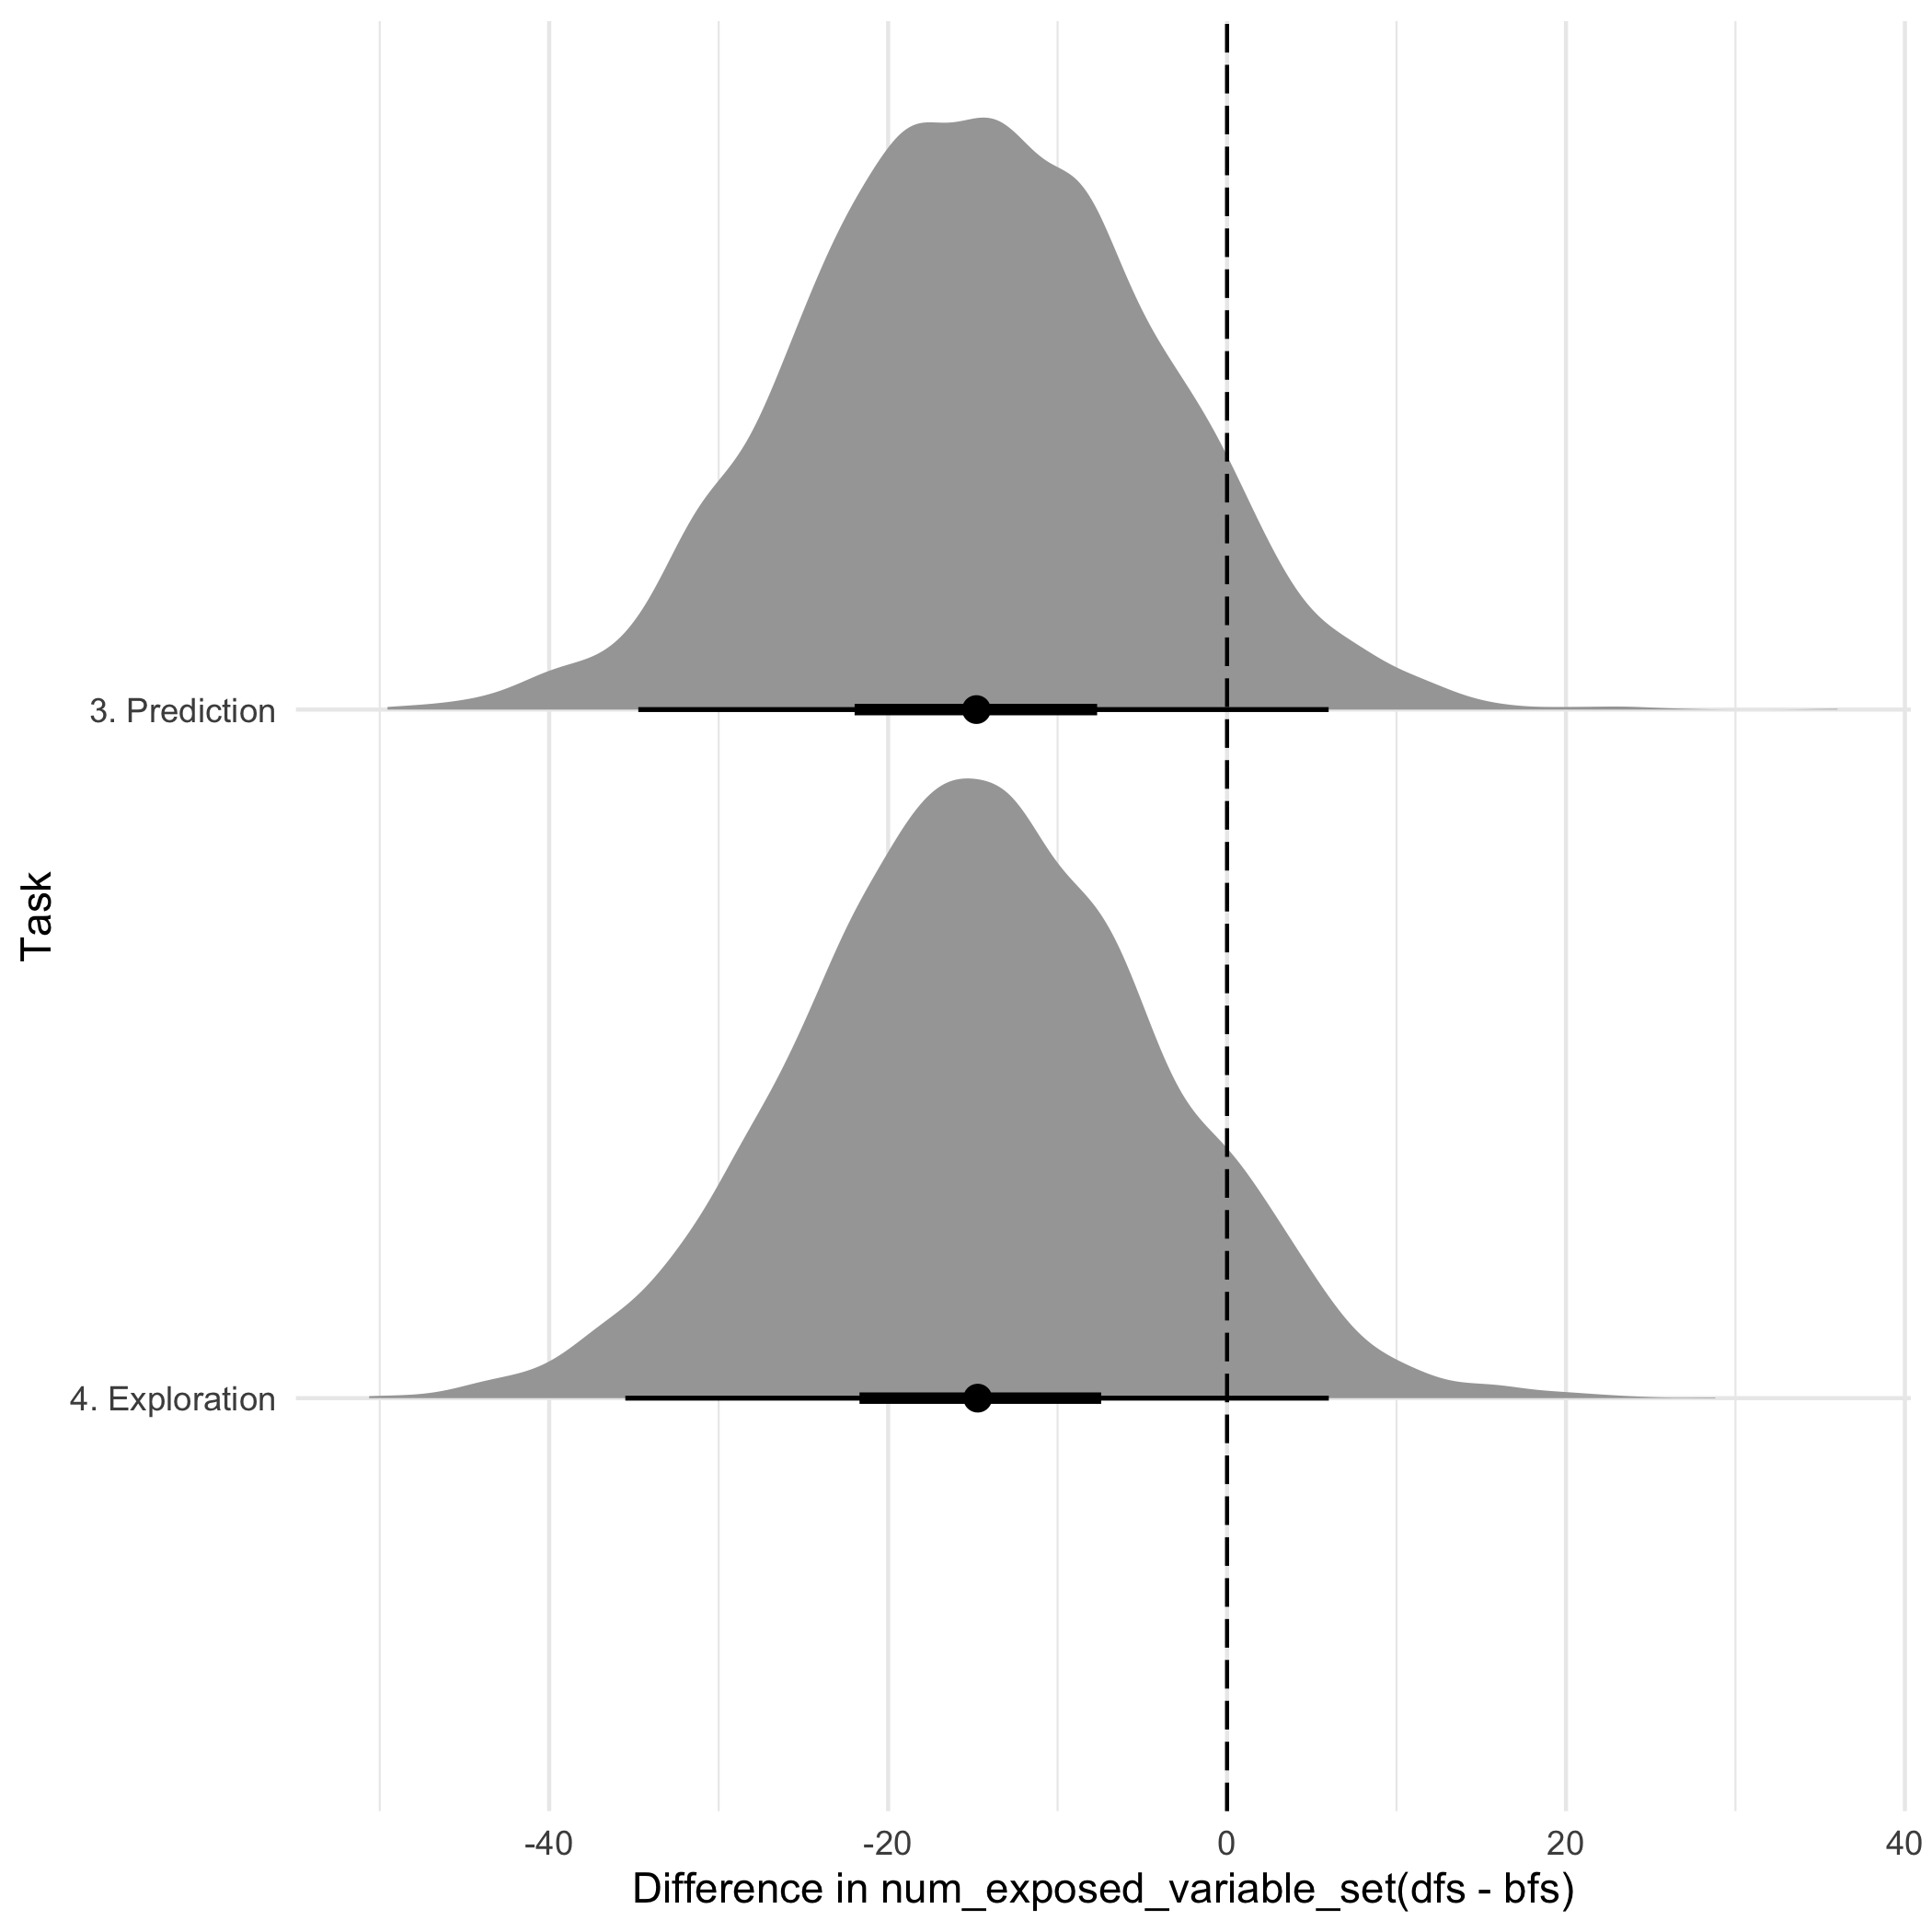 3. Prediction
Task
4. Exploration
-40 -20 0 20 40
Difference in num_exposed_variable_set(dfs - bfs)